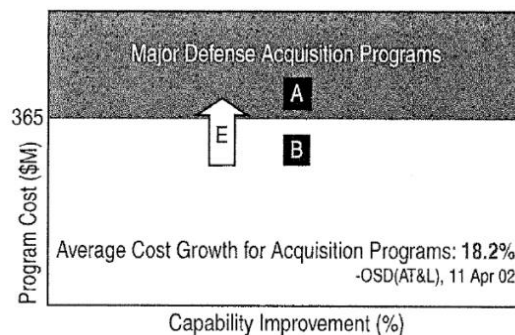 Major Defense Acquisition Programs
A
365
E
B
Program Cost ($M)
Average Cost Growth for Acquisition Programs: 18.2%
-OSD(AT&L), 11 Apr 02
Capability Improvement (%)